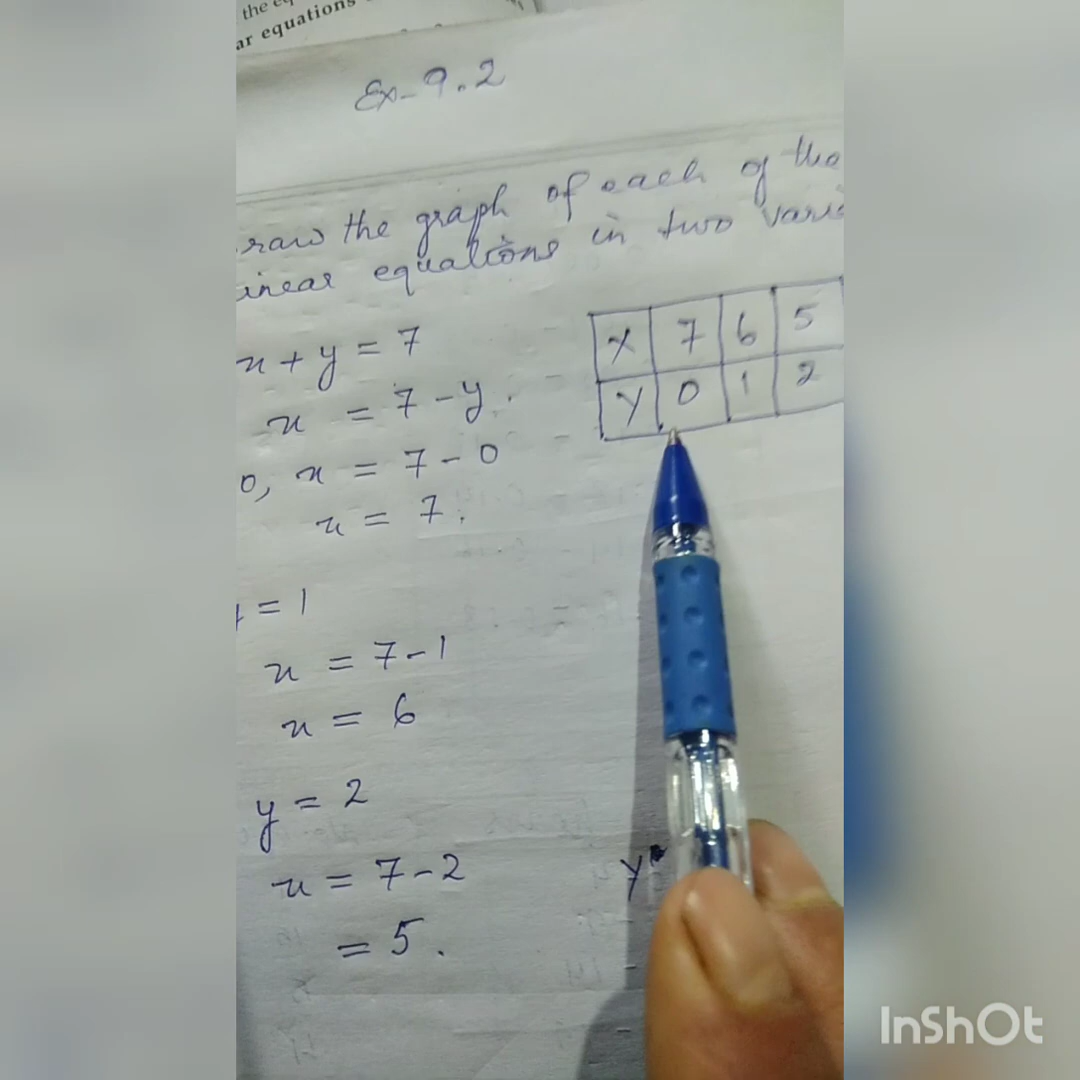 the eq
ar equations
Ex-9.2
raw the graph of each of the
inear equations in two varia
x + y = 7
x = 7 - y.
0, x = 7 - 0
x = 7.
= 1
x = 7 - 1
x = 6
y = 2
x = 7 - 2
= 5.
X 7 6 5
Y 0 1 2
Y
InShOt